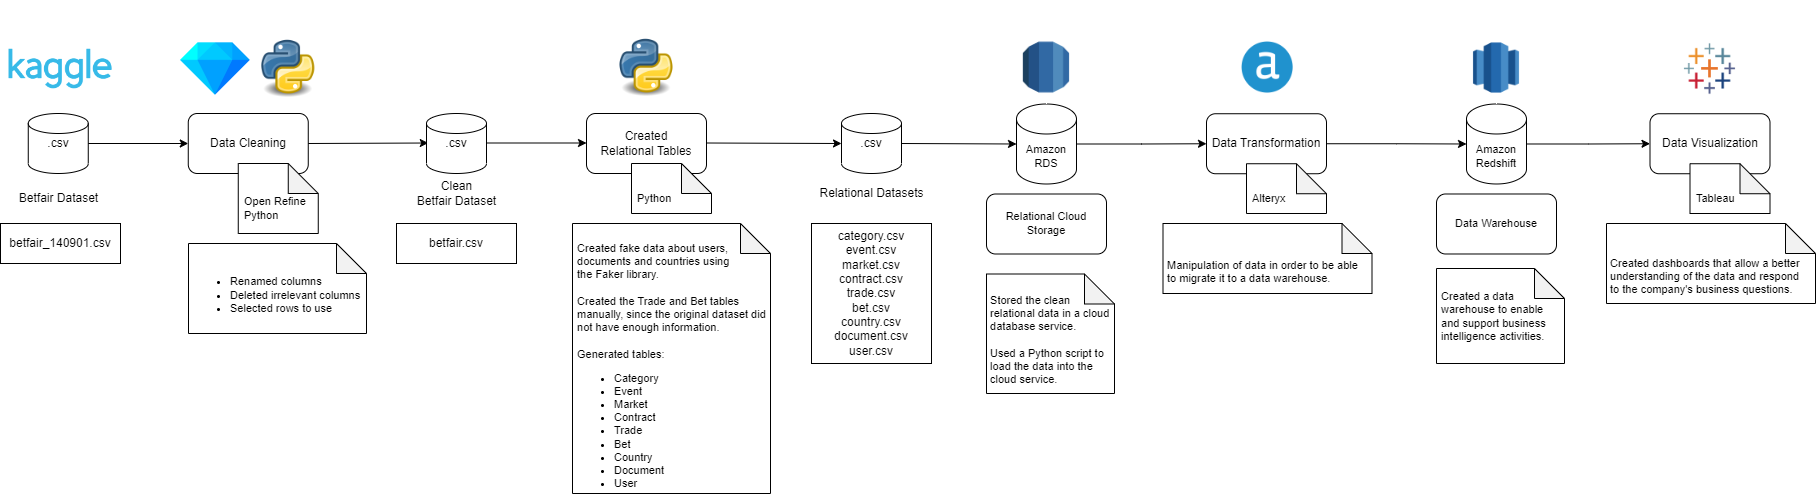 kaggle
.csv
Betfair Dataset
betfair_140901.csv
Data Cleaning
Open Refine
Python
Renamed columns
Deleted irrelevant columns
Selected rows to use
.csv
Clean
Betfair Dataset
betfair.csv
Created
Relational Tables
Python
Created fake data about users,
documents and countries using
the Faker library.
Created the Trade and Bet tables
manually, since the original dataset did
not have enough information.
Generated tables:
Category
Event
Market
Contract
Trade
Bet
Country
Document
User
.csv
Relational Datasets
category.csv
event.csv
market.csv
contract.csv
trade.csv
bet.csv
country.csv
document.csv
user.csv
Amazon
RDS
Relational Cloud
Storage
Stored the clean
relational data in a cloud
database service.
Used a Python script to
load the data into the
cloud service.
a
Data Transformation
Alteryx
Manipulation of data in order to be able
to migrate it to a data warehouse.
Amazon
Redshift
Data Warehouse
Created a data
warehouse to enable
and support business
intelligence activities.
Data Visualization
Tableau
Created dashboards that allow a better
understanding of the data and respond
to the company's business questions.